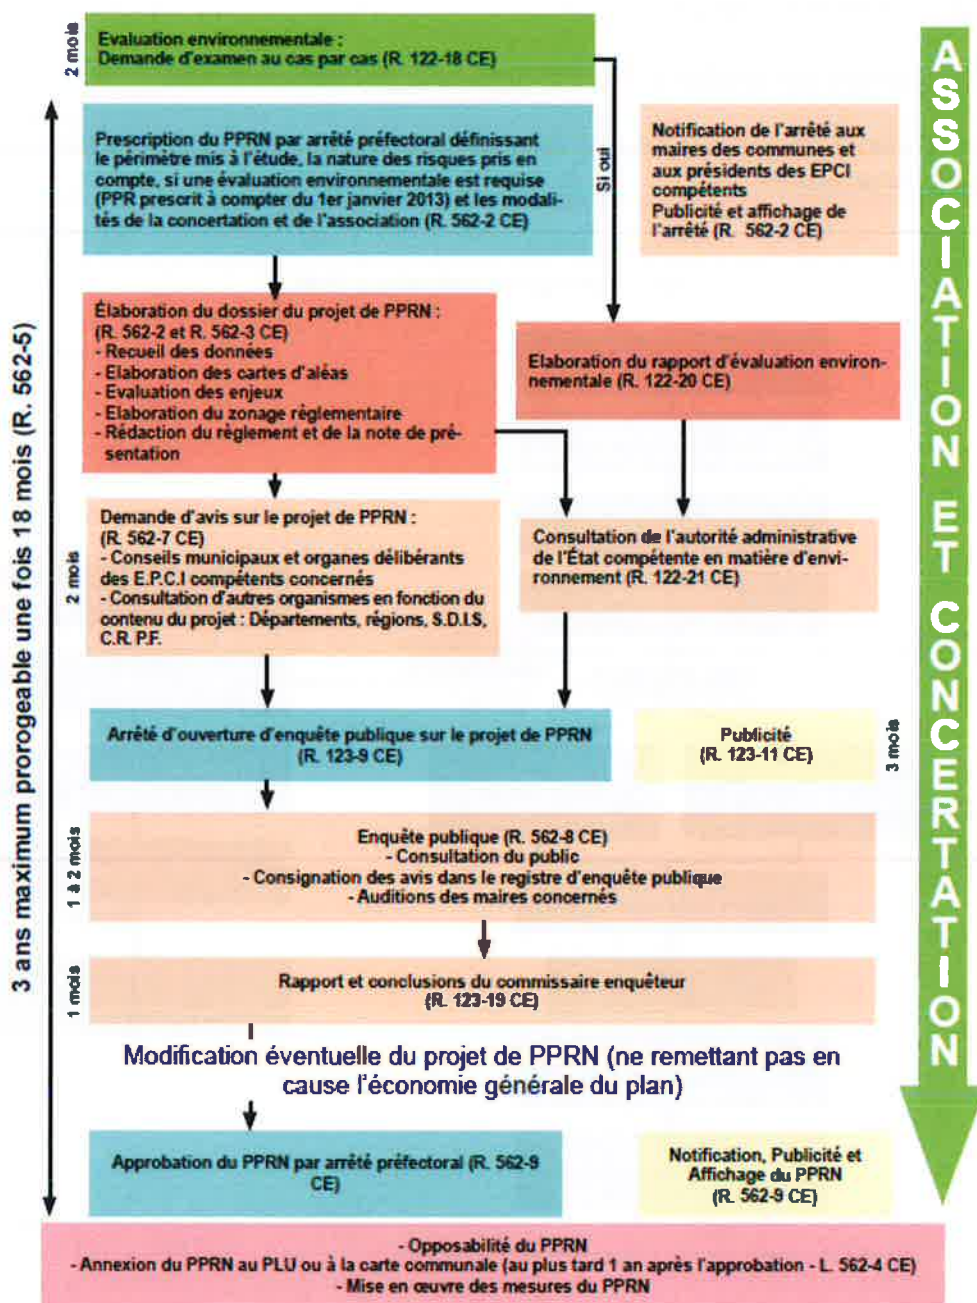 2 mois
Evaluation environnementale :
Demande d'examen au cas par cas (R. 122-18 CE)
3 ans maximum prorogeable une fois 18 mois (R. 562-5)
Prescription du PPRN par arrêté préfectoral définissant
le périmètre mis à l'étude, la nature des risques pris en
compte, si une évaluation environnementale est requise
(PPR prescrit à compter du 1er janvier 2013) et les modali-
tés de la concertation et de l'association (R. 562-2 CE)
Si oui
Notification de l'arrêté aux
maires des communes et
aux présidents des EPCI
compétents
Publicité et affichage de
l'arrêté (R. 562-2 CE)
Élaboration du dossier du projet de PPRN :
(R. 562-2 et R. 562-3 CE)
- Recueil des données
- Elaboration des cartes d'aléas
- Evaluation des enjeux
- Elaboration du zonage réglementaire
- Rédaction du règlement et de la note de pré-
sentation
Elaboration du rapport d'évaluation environ-
nementale (R. 122-20 CE)
2 mois
Demande d'avis sur le projet de PPRN :
(R. 562-7 CE)
- Conseils municipaux et organes délibérants
des E.P.C.I compétents concernés
- Consultation d'autres organismes en fonction du
contenu du projet : Départements, régions, S.D.I.S,
C.R. P.F.
Consultation de l'autorité administrative
de l'État compétente en matière d'envi-
ronnement (R. 122-21 CE)
Arrêté d'ouverture d'enquête publique sur le projet de PPRN
(R. 123-9 CE)
Publicité
(R. 123-11 CE)
3 mois
1 à 2 mois
Enquête publique (R. 562-8 CE)
- Consultation du public
- Consignation des avis dans le registre d'enquête publique
- Auditions des maires concernés
1 mois
Rapport et conclusions du commissaire enquêteur
(R. 123-19 CE)
Modification éventuelle du projet de PPRN (ne remettant pas en
cause l'économie générale du plan)
Approbation du PPRN par arrêté préfectoral (R. 562-9
CE)
Notification, Publicité et
Affichage du PPRN
(R. 562-9 CE)
- Opposabilité du PPRN
- Annexion du PPRN au PLU ou à la carte communale (au plus tard 1 an après l'approbation - L. 562-4 CE)
- Mise en œuvre des mesures du PPRN
ASSOCIATION ET CONCERTATION